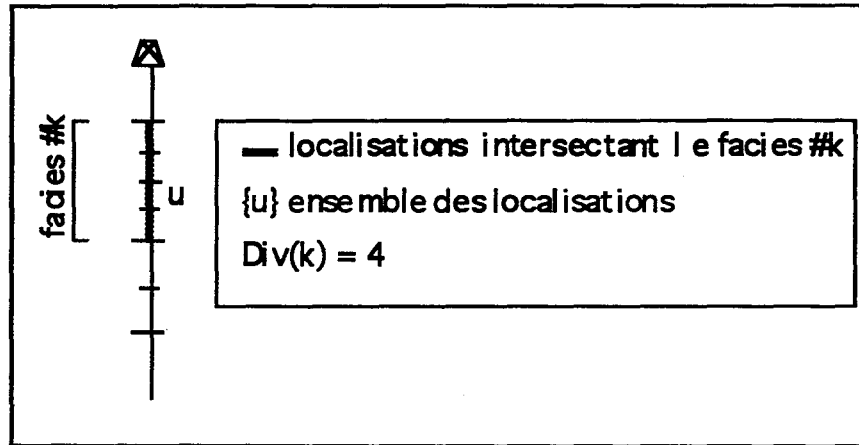 facies #k
u
localisations intersectant le facies #k
{u} ensemble des localisations
Div(k) = 4